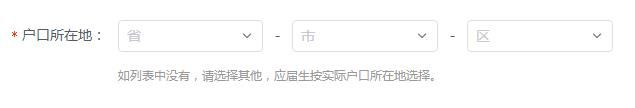 * 户口所在地： 省 - 市 - 区
如列表中没有，请选择其他，应届生按实际户口所在地选择。